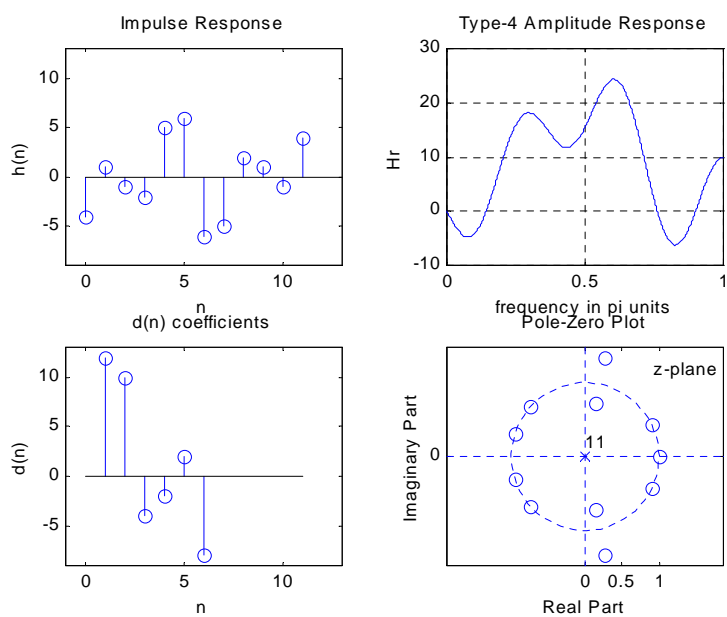 Impulse Response
h(n)
10
5
0
-5
0
5
10
n
Type-4 Amplitude Response
Hr
30
20
10
0
-10
0
0.5
1
frequency in pi units
d(n) coefficients
d(n)
10
5
0
-5
0
5
10
n
Pole-Zero Plot
Imaginary Part
0
z-plane
11
0
0.5
1
Real Part